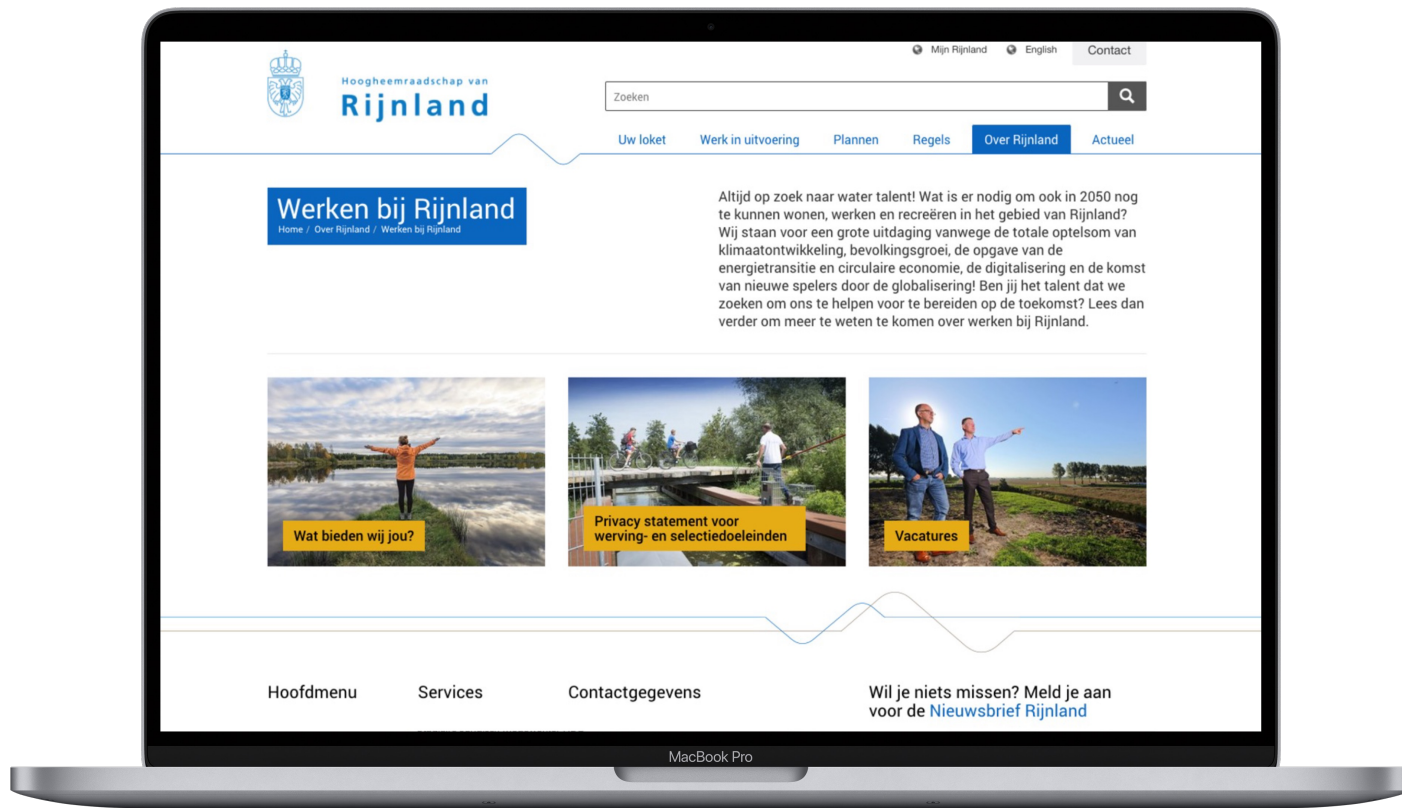 Mijn Rijnland
English
Contact
Hoogheemraadschap van
Rijnland
Zoeken
Uw loket
Werk in uitvoering
Plannen
Regels
Over Rijnland
Actueel
Werken bij Rijnland
Home / Over Rijnland / Werken bij Rijnland
Altijd op zoek naar water talent! Wat is er nodig om ook in 2050 nog
te kunnen wonen, werken en recreëren in het gebied van Rijnland?
Wij staan voor een grote uitdaging vanwege de totale optelsom van
klimaatontwikkeling, bevolkingsgroei, de opgave van de
energietransitie en circulaire economie, de digitalisering en de komst
van nieuwe spelers door de globalisering! Ben jij het talent dat we
zoeken om ons te helpen voor te bereiden op de toekomst? Lees dan
verder om meer te weten te komen over werken bij Rijnland.
Wat bieden wij jou?
Privacy statement voor
werving- en selectiedoeleinden
Vacatures
Hoofdmenu
Services
Contactgegevens
Wil je niets missen? Meld je aan
voor de Nieuwsbrief Rijnland
MacBook Pro